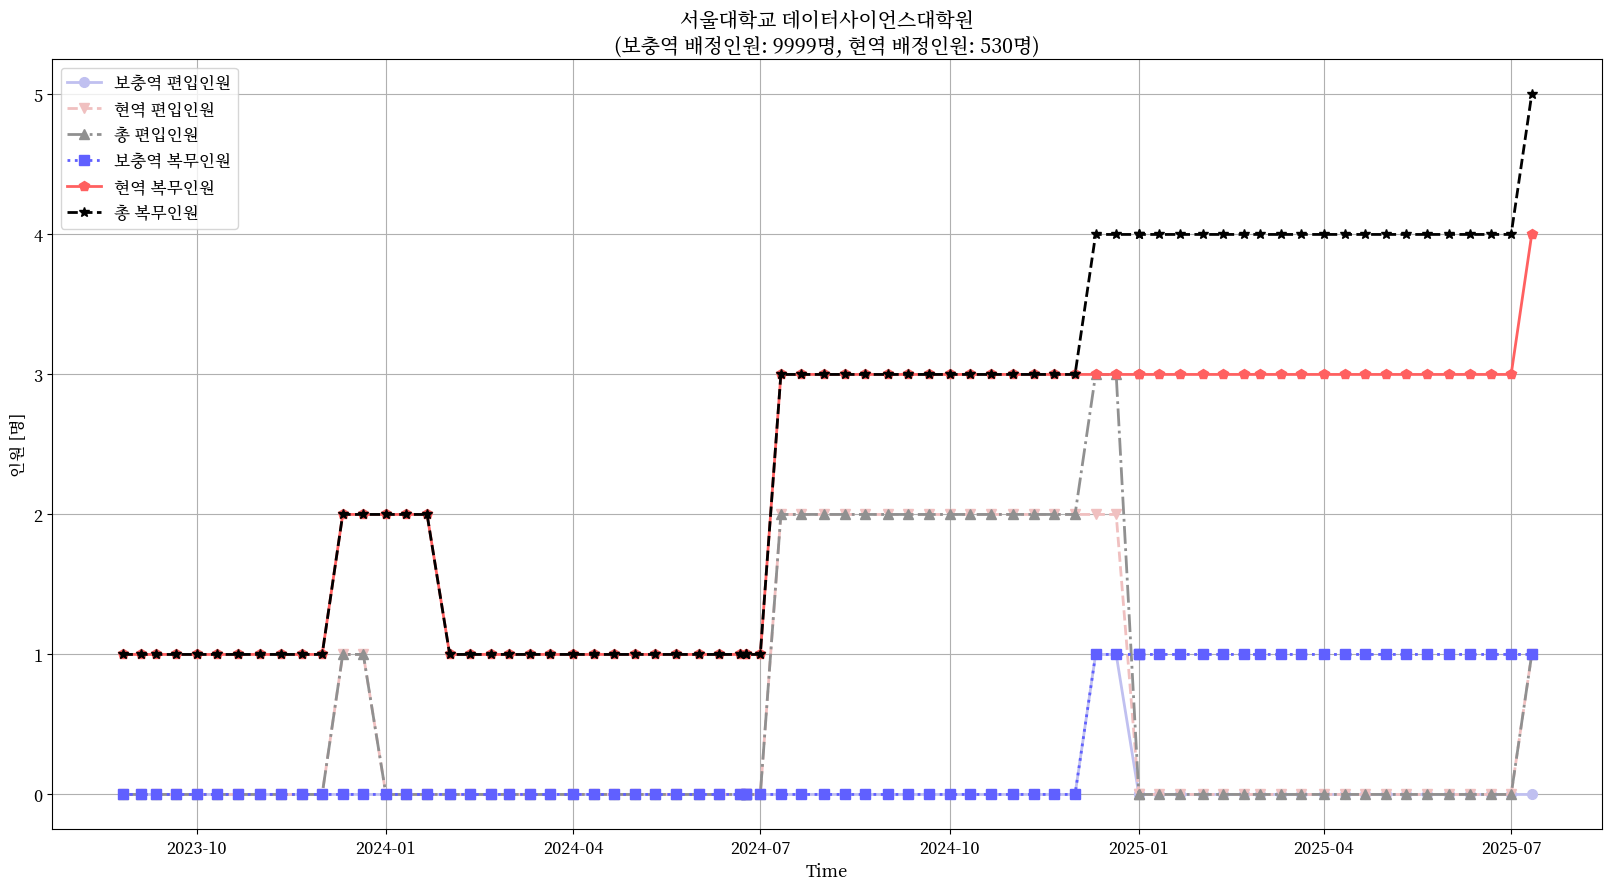 서울대학교 데이터사이언스대학원
(보충역 배정인원: 9999명, 현역 배정인원: 530명)
보충역 편입인원
현역 편입인원
총 편입인원
보충역 복무인원
현역 복무인원
총 복무인원
인원 [명]
5
4
3
2
1
0
2023-10
2024-01
2024-04
2024-07
2024-10
2025-01
2025-04
2025-07
Time